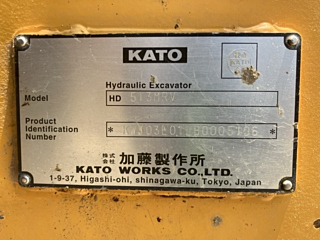 KATO
Hydraulic Excavator
Model HD
Product
Identification
Number
株式会社 加藤製作所
KATO WORKS CO.,LTD.
1-9-37, Higashi-ohi, shinagawa-ku, Tokyo, Japan